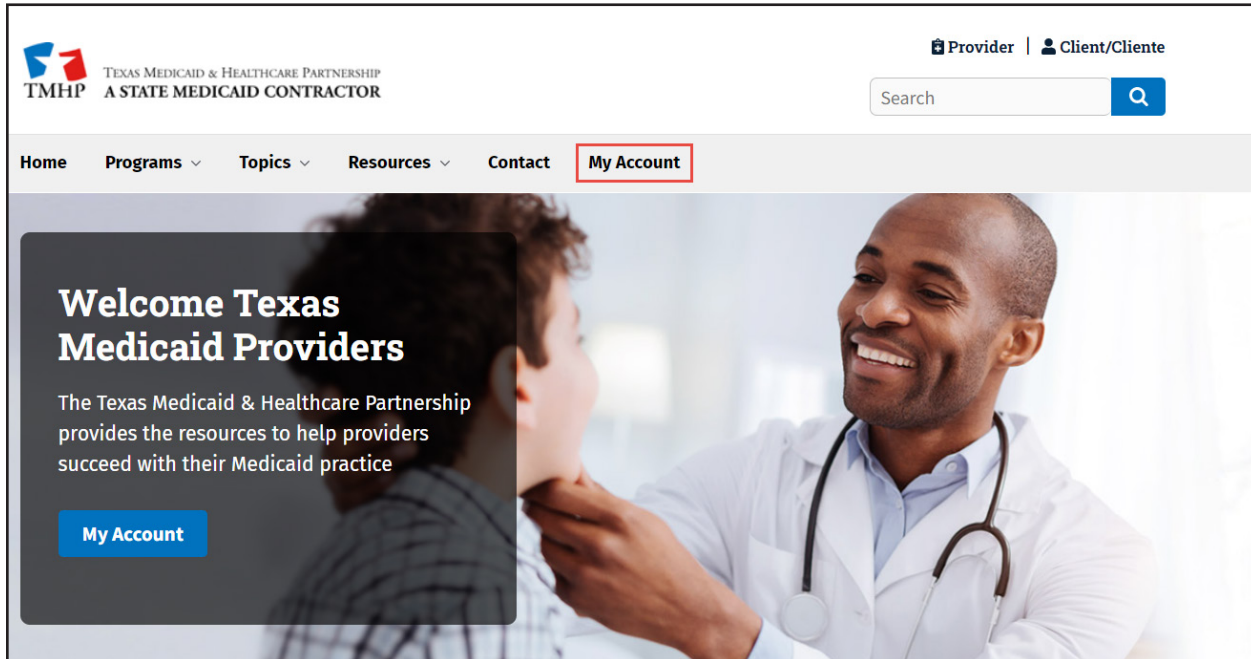 Provider | Client/Cliente
TMHP
TEXAS MEDICAID & HEALTHCARE PARTNERSHIP
A STATE MEDICAID CONTRACTOR
Search
Home Programs Topics Resources Contact My Account
Welcome Texas
Medicaid Providers
The Texas Medicaid & Healthcare Partnership
provides the resources to help providers
succeed with their Medicaid practice
My Account